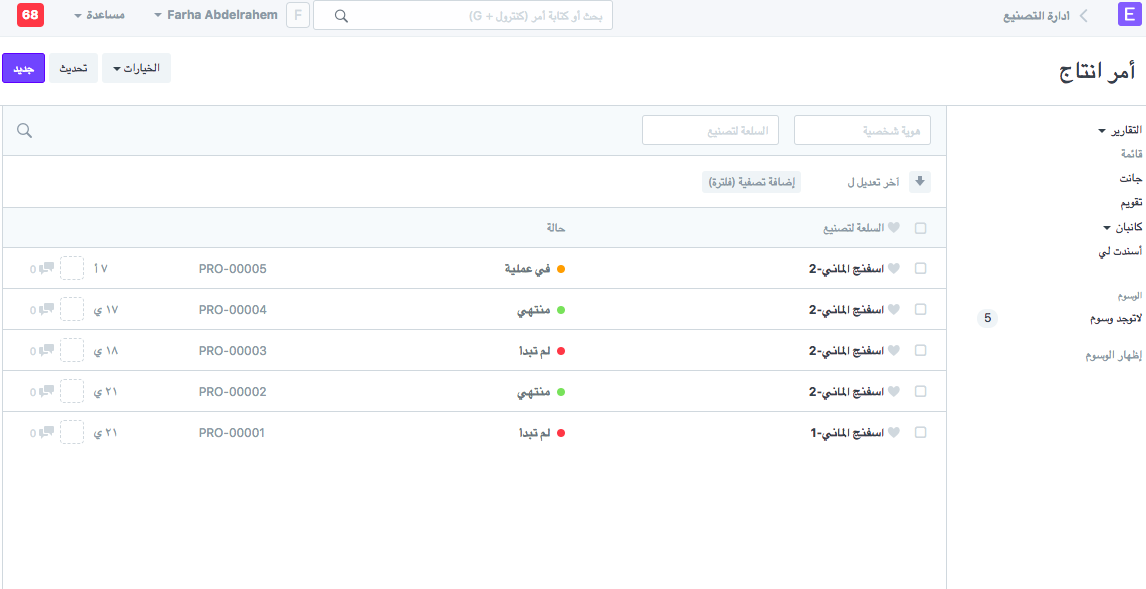 E ادارة التصنيع بحث أو كتابة أمر (كنترول + G) F Farha Abdelrahem مساعدة 68
أمر انتاج الخيارات تحديث جديد
هوية شخصية السلعة لتصنيع
آخر تعديل ل إضافة تصفية (فلترة)
السلعة لتصنيع حالة
اسفنج الماني-2 في عملية PRO-00005 ٧ أ 0
اسفنج الماني-2 منتهي PRO-00004 ١٧ ي 0
اسفنج الماني-2 لم تبدا PRO-00003 ١٨ ي 0
اسفنج الماني-2 منتهي PRO-00002 ٢١ ي 0
اسفنج الماني-1 لم تبدا PRO-00001 ٢١ ي 0
التقارير
قائمة
جانت
تقويم
كانبان
أسندت لي
الوسوم
لاتوجد وسوم 5
إظهار الوسوم